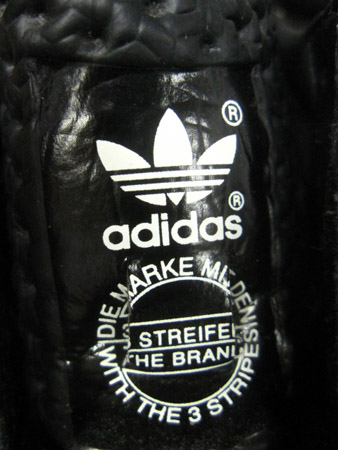 ®
adidas®
DIE MARKE MIT DEN
3 STREIFEN
THE BRAND
WITH THE 3 STRIPES